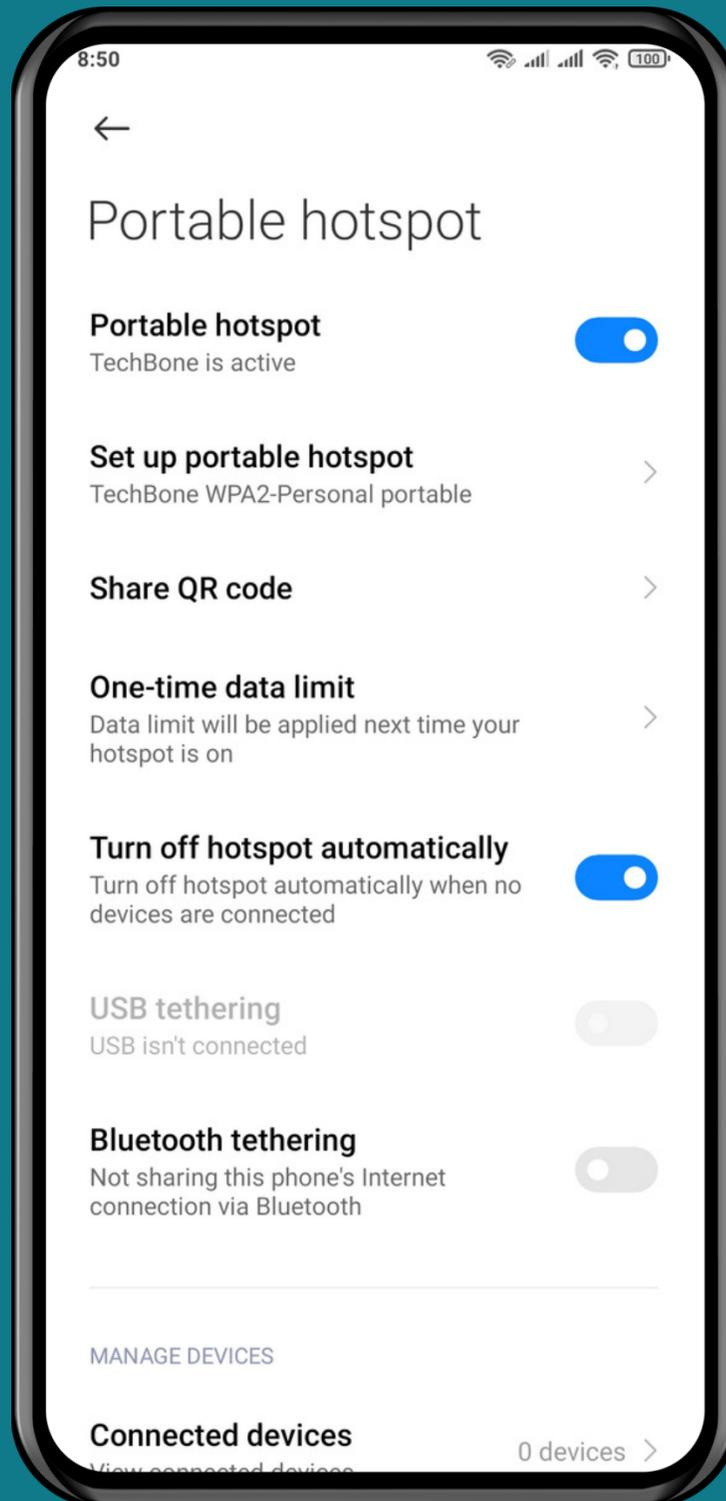 8:50
100
Portable hotspot
Portable hotspot
TechBone is active
Set up portable hotspot
TechBone WPA2-Personal portable
Share QR code
One-time data limit
Data limit will be applied next time your
hotspot is on
Turn off hotspot automatically
Turn off hotspot automatically when no
devices are connected
USB tethering
USB isn't connected
Bluetooth tethering
Not sharing this phone's Internet
connection via Bluetooth
MANAGE DEVICES
Connected devices
0 devices
View connected devices